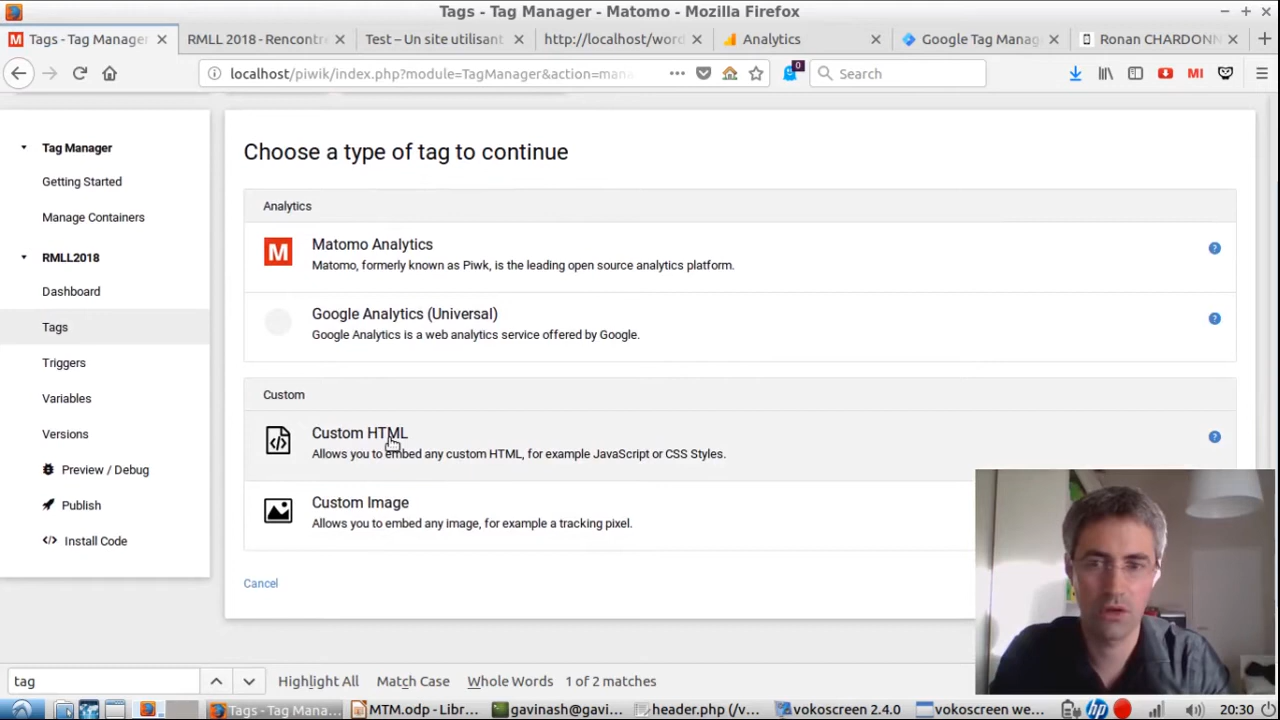 Tags - Tag Manager - Matomo - Mozilla Firefox
M Tags - Tag Manager
RMLL 2018 - Rencontr
Test – Un site utilisan
http://localhost/word
Analytics
Google Tag Manag
Ronan CHARDONN
localhost/piwik/index.php?module=TagManager&action=man
Search
0
MI
Tag Manager
Getting Started
Manage Containers
RMLL2018
Dashboard
Tags
Triggers
Variables
Versions
Preview / Debug
Publish
Install Code
Choose a type of tag to continue
Analytics
M
Matomo Analytics
Matomo, formerly known as Piwk, is the leading open source analytics platform.
?
Google Analytics (Universal)
Google Analytics is a web analytics service offered by Google.
?
Custom
Custom HTML
Allows you to embed any custom HTML, for example JavaScript or CSS Styles.
?
Custom Image
Allows you to embed any image, for example a tracking pixel.
Cancel
tag
Highlight All
Match Case
Whole Words
1 of 2 matches
Tags - Tag Mana...
MTM.odp - Libr...
gavinash@gavi...
header.php (/v...
vokoscreen 2.4.0
vokoscreen we...
hp
20:30